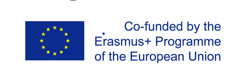 Co-funded by the
Erasmus+ Programme
of the European Union